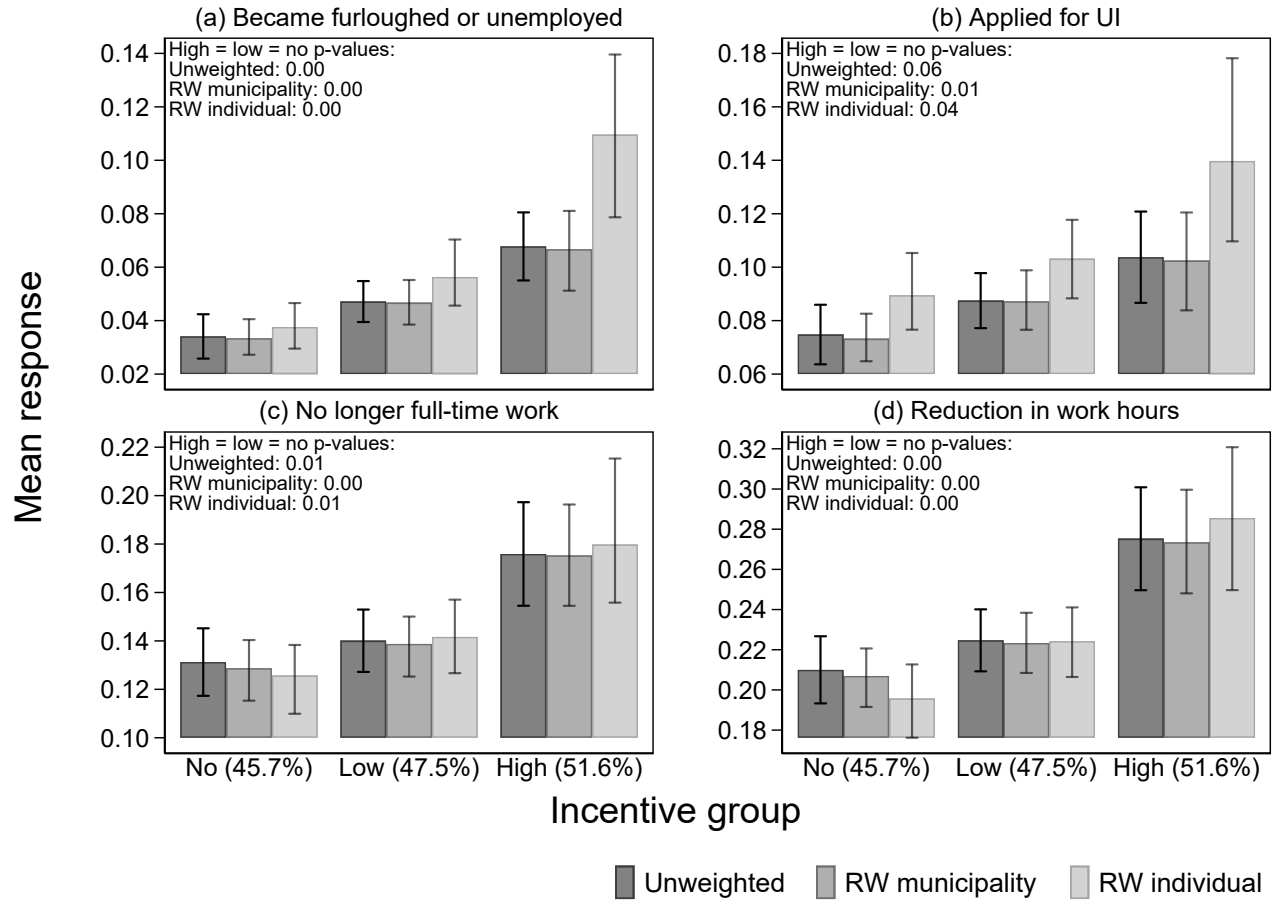 (a) Became furloughed or unemployed
High = low = no p-values:
Unweighted: 0.00
RW municipality: 0.00
RW individual: 0.00
0.14
0.12
0.10
0.08
0.06
0.04
0.02
(b) Applied for UI
High = low = no p-values:
Unweighted: 0.06
RW municipality: 0.01
RW individual: 0.04
0.18
0.16
0.14
0.12
0.10
0.08
0.06
(c) No longer full-time work
High = low = no p-values:
Unweighted: 0.01
RW municipality: 0.00
RW individual: 0.01
0.22
0.20
0.18
0.16
0.14
0.12
0.10
No (45.7%) Low (47.5%) High (51.6%)
(d) Reduction in work hours
High = low = no p-values:
Unweighted: 0.00
RW municipality: 0.00
RW individual: 0.00
0.32
0.30
0.28
0.26
0.24
0.22
0.20
0.18
No (45.7%) Low (47.5%) High (51.6%)
Mean response
Incentive group
Unweighted RW municipality RW individual